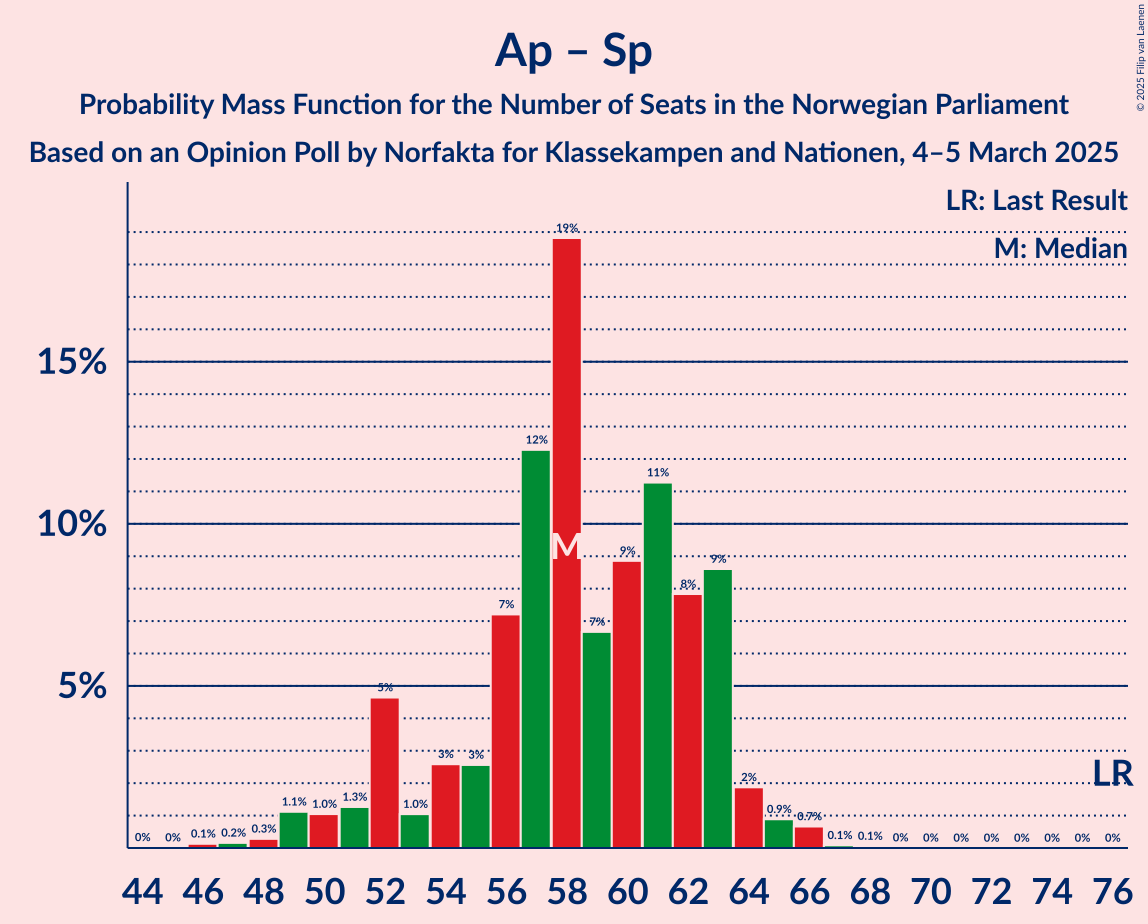 Ap – Sp
Probability Mass Function for the Number of Seats in the Norwegian Parliament
Based on an Opinion Poll by Norfakta for Klassekampen and Nationen, 4–5 March 2025
© 2025 Filip van Laenen
LR: Last Result
M: Median
15%
10%
5%
0% 0% 0.1% 0.2% 0.3% 1.1% 1.0% 1.3% 5% 1.0% 3% 3% 7% 12% 19% 7% 9% 11% 8% 9% 2% 0.9% 0.7% 0.1% 0.1% 0% 0% 0% 0% 0% 0% 0% 0%
M
LR
44 46 48 50 52 54 56 58 60 62 64 66 68 70 72 74 76